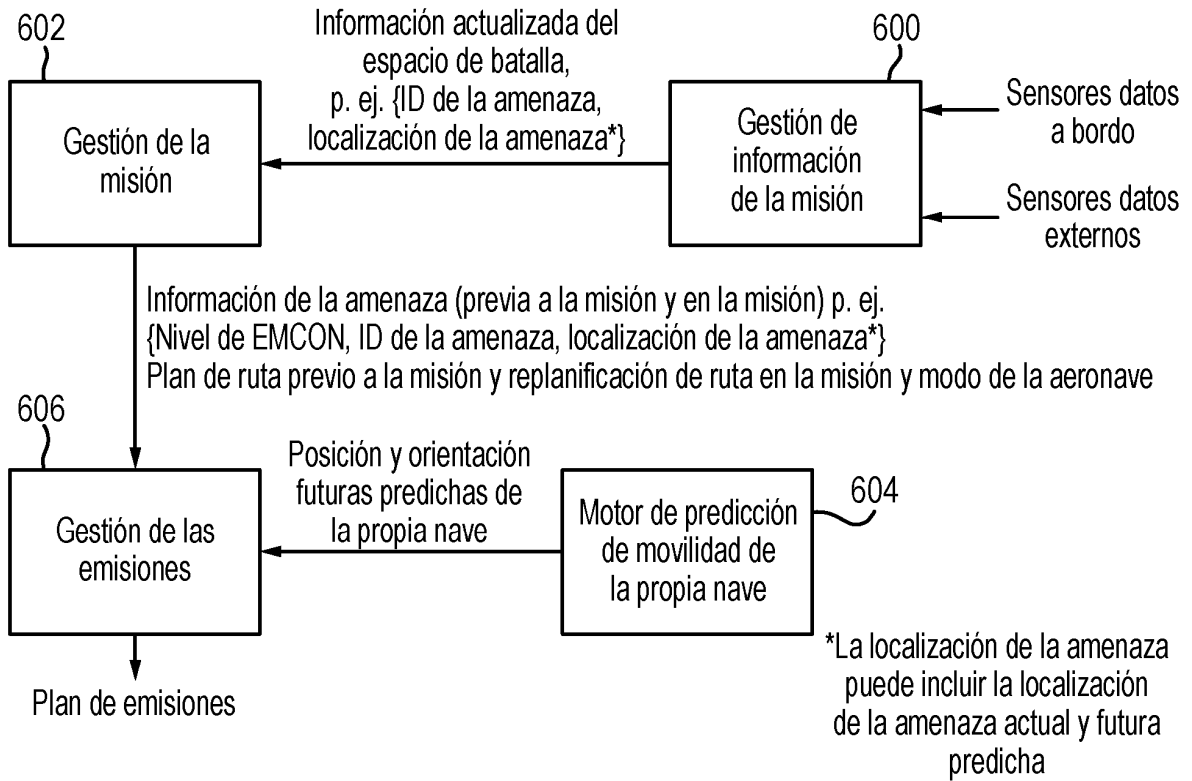 602
Información actualizada del
espacio de batalla,
p. ej. {ID de la amenaza,
localización de la amenaza*}
600
Gestión de la
misión
Gestión de
información
de la misión
Sensores datos
a bordo
Sensores datos
externos
Información de la amenaza (previa a la misión y en la misión) p. ej.
{Nivel de EMCON, ID de la amenaza, localización de la amenaza*}
Plan de ruta previo a la misión y replanificación de ruta en la misión y modo de la aeronave
606
Gestión de las
emisiones
Posición y orientación
futuras predichas de
la propia nave
Motor de predicción
de movilidad de
la propia nave
604
Plan de emisiones
*La localización de la amenaza
puede incluir la localización
de la amenaza actual y futura
predicha